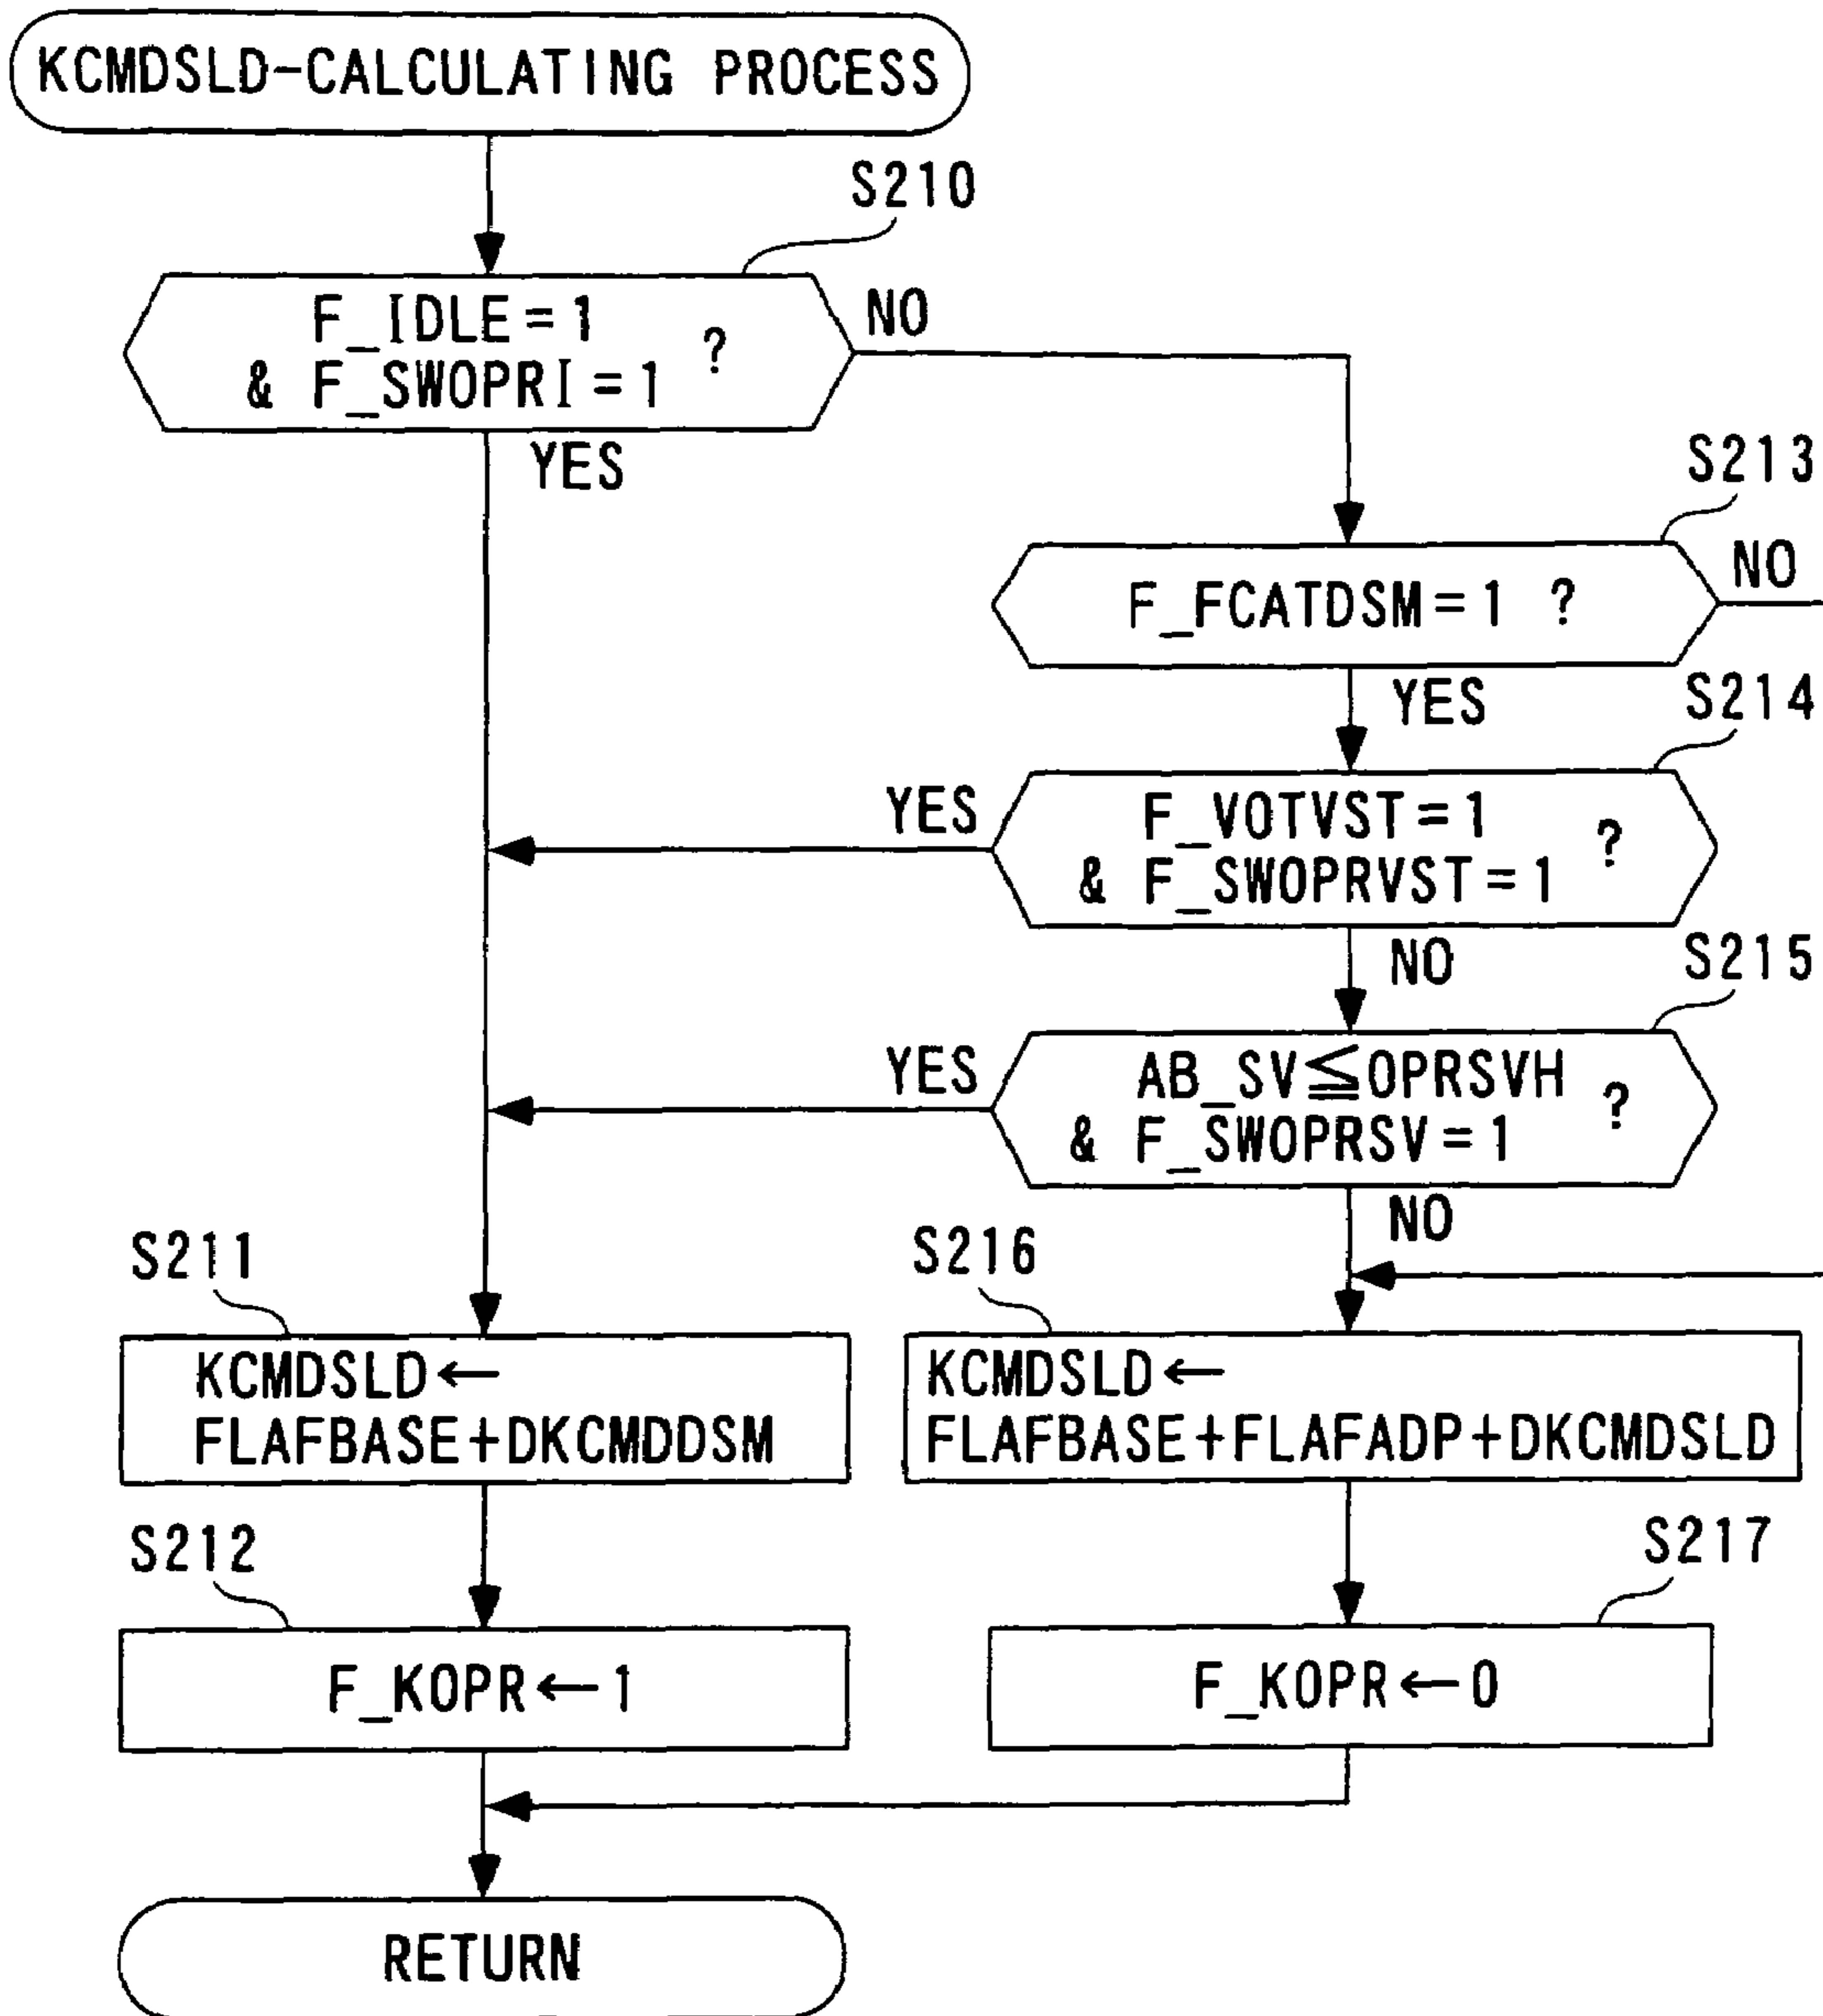 KCMDSLD-CALCULATING PROCESS
S210
F_IDLE=1
& F_SWOPRI=1 ?
NO
YES
S213
F_FCATDSM=1 ?
NO
YES
S214
F_VOTVST=1
& F_SWOPRVST=1 ?
YES
NO
S215
AB_SV≦OPRSVH
& F_SWOPRSV=1 ?
YES
NO
S211
KCMDSLD←
FLAFBASE+DKCMDDSM
S216
KCMDSLD←
FLAFBASE+FLAFADP+DKCMDSLD
S212
F_KOPR←1
S217
F_KOPR←0
RETURN